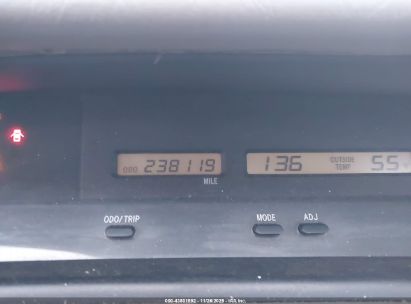 ODO 238119
MILE
136 OUTSIDE TEMP 55
ODO/TRIP MODE ADJ